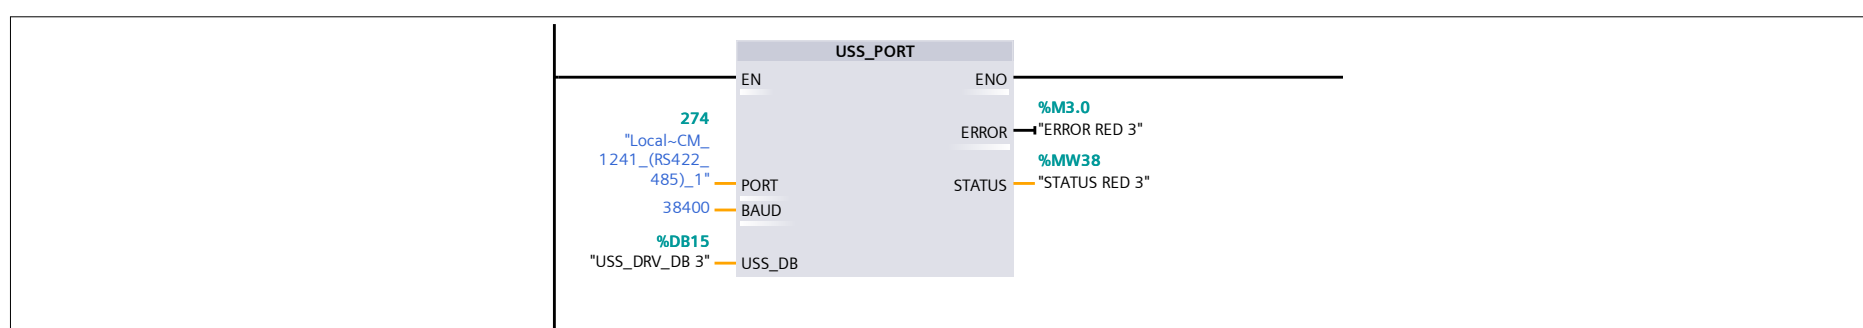 USS_PORT
EN
ENO
%M3.0
274
"ERROR RED 3"
ERROR
"Local~CM_
1241_(RS422_
485)_1"
%MW38
PORT
STATUS
"STATUS RED 3"
38400
BAUD
%DB15
"USS_DRV_DB 3"
USS_DB